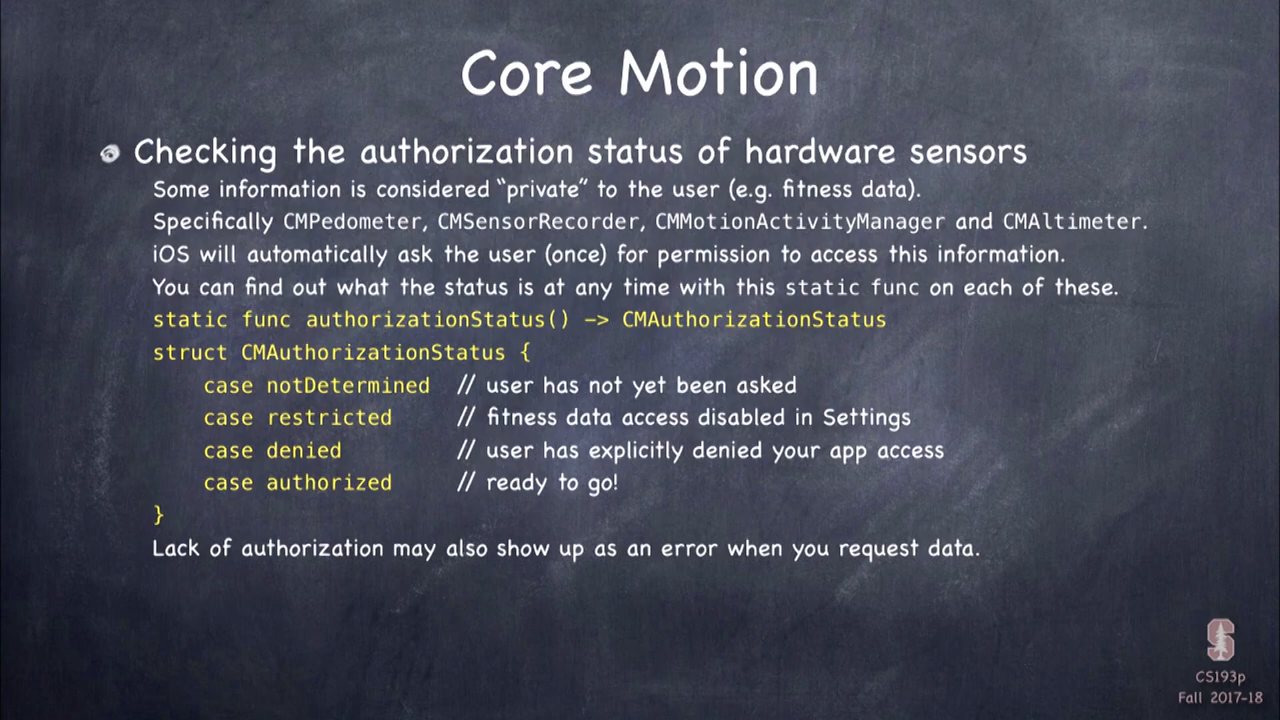 Core Motion
Checking the authorization status of hardware sensors
Some information is considered “private” to the user (e.g. fitness data).
Specifically CMPedometer, CMSensorRecorder, CMMotionActivityManager and CMAltimeter.
iOS will automatically ask the user (once) for permission to access this information.
You can find out what the status is at any time with this static func on each of these.
static func authorizationStatus() -> CMAuthorizationStatus
struct CMAuthorizationStatus {
    case notDetermined // user has not yet been asked
    case restricted // fitness data access disabled in Settings
    case denied // user has explicitly denied your app access
    case authorized // ready to go!
}
Lack of authorization may also show up as an error when you request data.
S
CS193p
Fall 2017-18